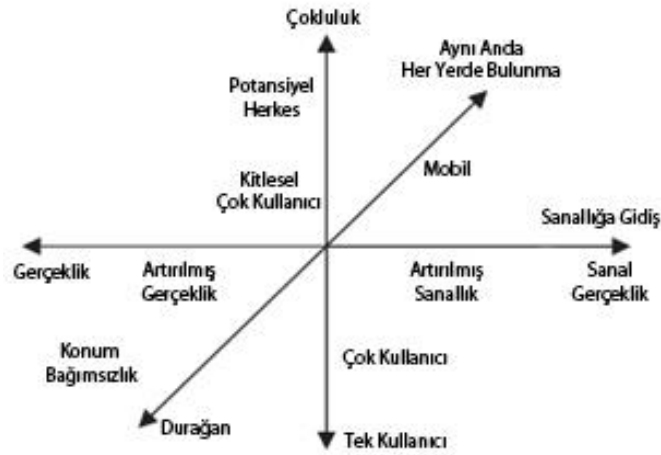 Çokluluk
Aynı Anda
Her Yerde Bulunma
Potansiyel
Herkes
Mobil
Kitlesel
Çok Kullanıcı
Sanallığa Gidiş
Gerçeklik
Artırılmış
Gerçeklik
Artırılmış
Sanallık
Sanal
Gerçeklik
Konum
Bağımsızlık
Çok Kullanıcı
Durağan
Tek Kullanıcı